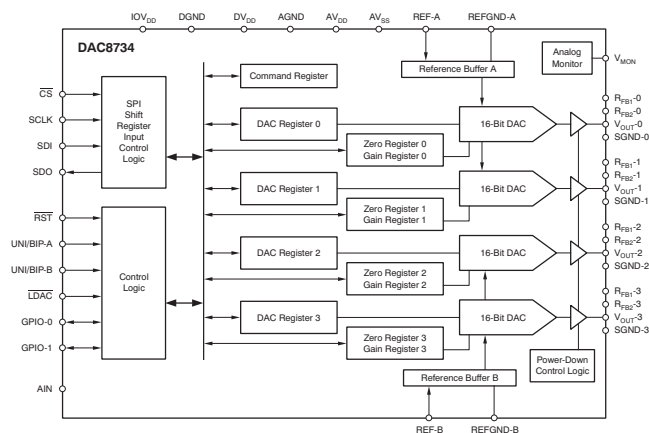 IOVDD DGND DVDD AGND AVDD AVSS REF-A REFGND-A
DAC8734
Analog
Monitor
VMON
Reference Buffer A
Command Register
CS
SCLK
SDI
SDO
SPI
Shift
Register
Input
Control
Logic
RST
UNI/BIP-A
UNI/BIP-B
LDAC
GPIO-0
GPIO-1
AIN
Control
Logic
DAC Register 0
Zero Register 0
Gain Register 0
16-Bit DAC
RFB1-0
RFB2-0
VOUT-0
SGND-0
DAC Register 1
Zero Register 1
Gain Register 1
16-Bit DAC
RFB1-1
RFB2-1
VOUT-1
SGND-1
DAC Register 2
Zero Register 2
Gain Register 2
16-Bit DAC
RFB1-2
RFB2-2
VOUT-2
SGND-2
DAC Register 3
Zero Register 3
Gain Register 3
16-Bit DAC
RFB1-3
RFB2-3
VOUT-3
SGND-3
Power-Down
Control Logic
Reference Buffer B
REF-B REFGND-B